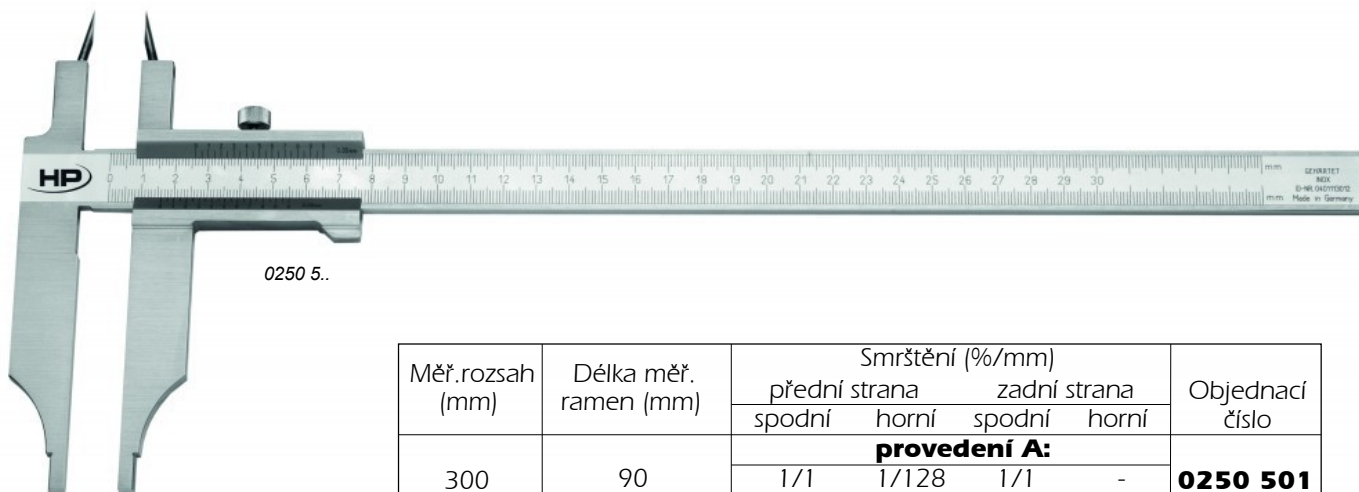 HP
0 1 2 3 4 5 6 7 8 9 10 11 12 13 14 15 16 17 18 19 20 21 22 23 24 25 26 27 28 29 30
mm
mm
GEHÄRTET
INOX
Made in Germany
0250 5..
Měř.rozsah (mm)
Délka měř. ramen (mm)
Smrštění (%/mm)
přední strana zadní strana
spodní horní spodní horní
Objednací číslo
provedení A:
300 90 1/1 1/128 1/1 - 0250 501